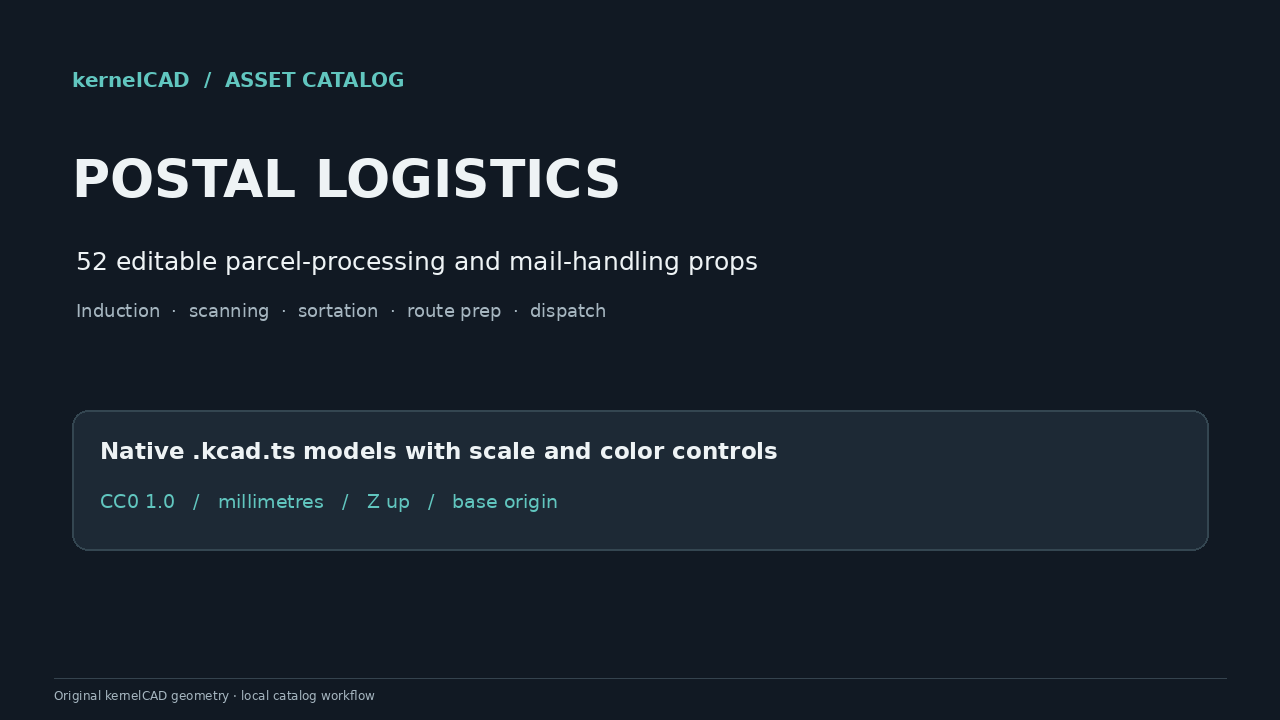 kernelCAD / ASSET CATALOG
POSTAL LOGISTICS
52 editable parcel-processing and mail-handling props
Induction · scanning · sortation · route prep · dispatch
Native .kcad.ts models with scale and color controls
CC0 1.0 / millimetres / Z up / base origin
Original kernelCAD geometry · local catalog workflow